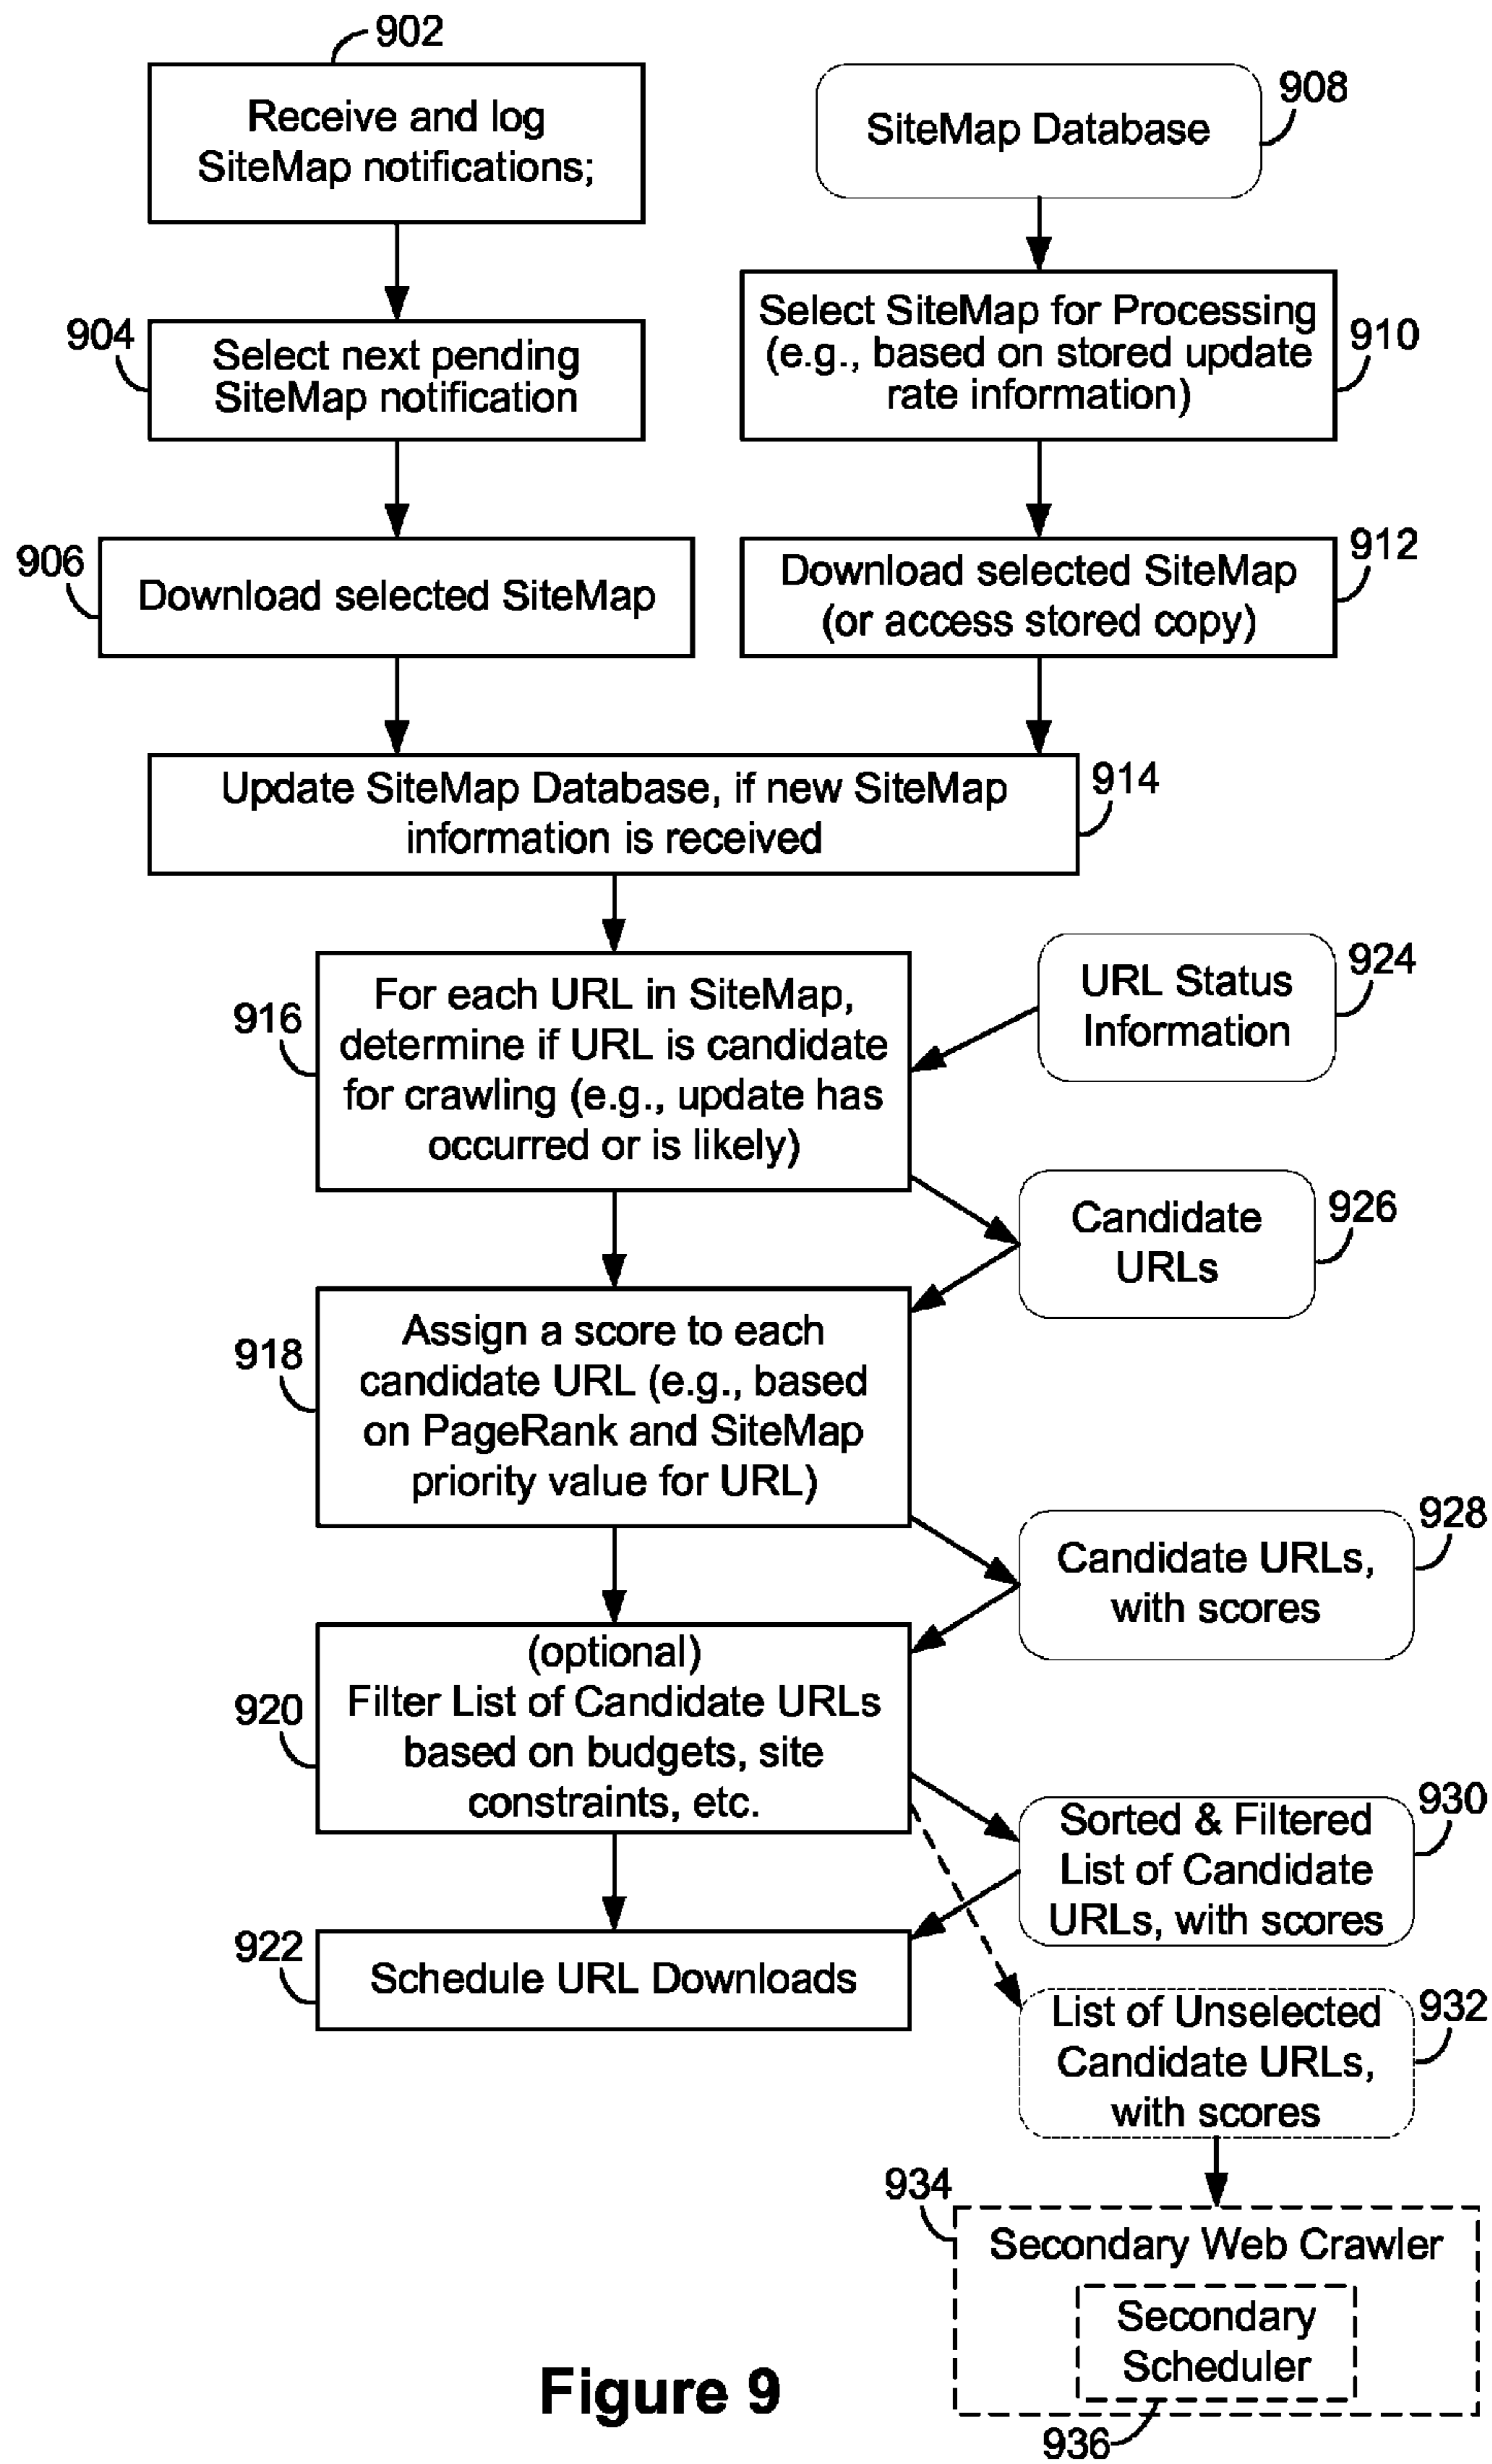 902
Receive and log
SiteMap notifications;
908
SiteMap Database
904
Select next pending
SiteMap notification
910
Select SiteMap for Processing
(e.g., based on stored update
rate information)
906
Download selected SiteMap
912
Download selected SiteMap
(or access stored copy)
914
Update SiteMap Database, if new SiteMap
information is received
916
For each URL in SiteMap,
determine if URL is candidate
for crawling (e.g., update has
occurred or is likely)
924
URL Status
Information
926
Candidate
URLs
918
Assign a score to each
candidate URL (e.g., based
on PageRank and SiteMap
priority value for URL)
928
Candidate URLs,
with scores
920
(optional)
Filter List of Candidate URLs
based on budgets, site
constraints, etc.
930
Sorted & Filtered
List of Candidate
URLs, with scores
922
Schedule URL Downloads
932
List of Unselected
Candidate URLs,
with scores
934
Secondary Web Crawler
Secondary
Scheduler
936
Figure 9